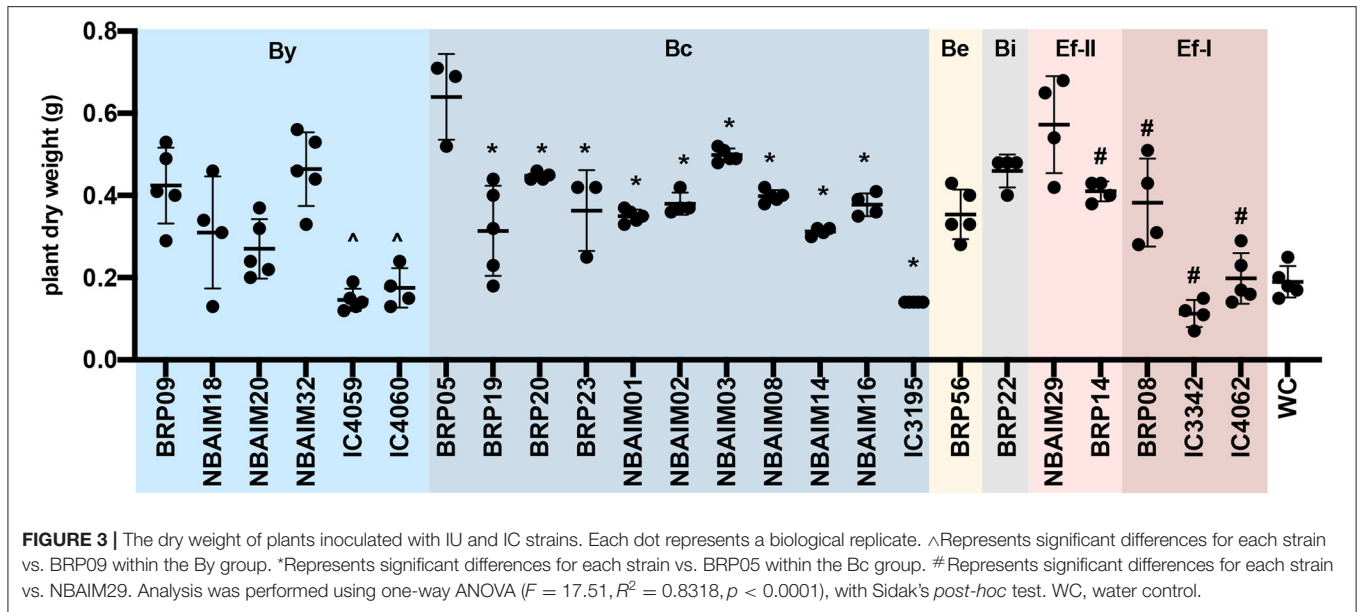 By Bc Be Bi Ef-II Ef-I
plant dry weight (g)
0.8
0.6
0.4
0.2
0.0
^ ^ * * * * * * * * * * # # # #
BRP09
NBAIM18
NBAIM20
NBAIM32
IC4059
IC4060
BRP05
BRP19
BRP20
BRP23
NBAIM01
NBAIM02
NBAIM03
NBAIM08
NBAIM14
NBAIM16
IC3195
BRP56
BRP22
NBAIM29
BRP14
BRP08
IC3342
IC4062
WC
FIGURE 3 | The dry weight of plants inoculated with IU and IC strains. Each dot represents a biological replicate. ∧Represents significant differences for each strain
vs. BRP09 within the By group. *Represents significant differences for each strain vs. BRP05 within the Bc group. #Represents significant differences for each strain
vs. NBAIM29. Analysis was performed using one-way ANOVA (F = 17.51, R² = 0.8318, p < 0.0001), with Sidak's post-hoc test. WC, water control.